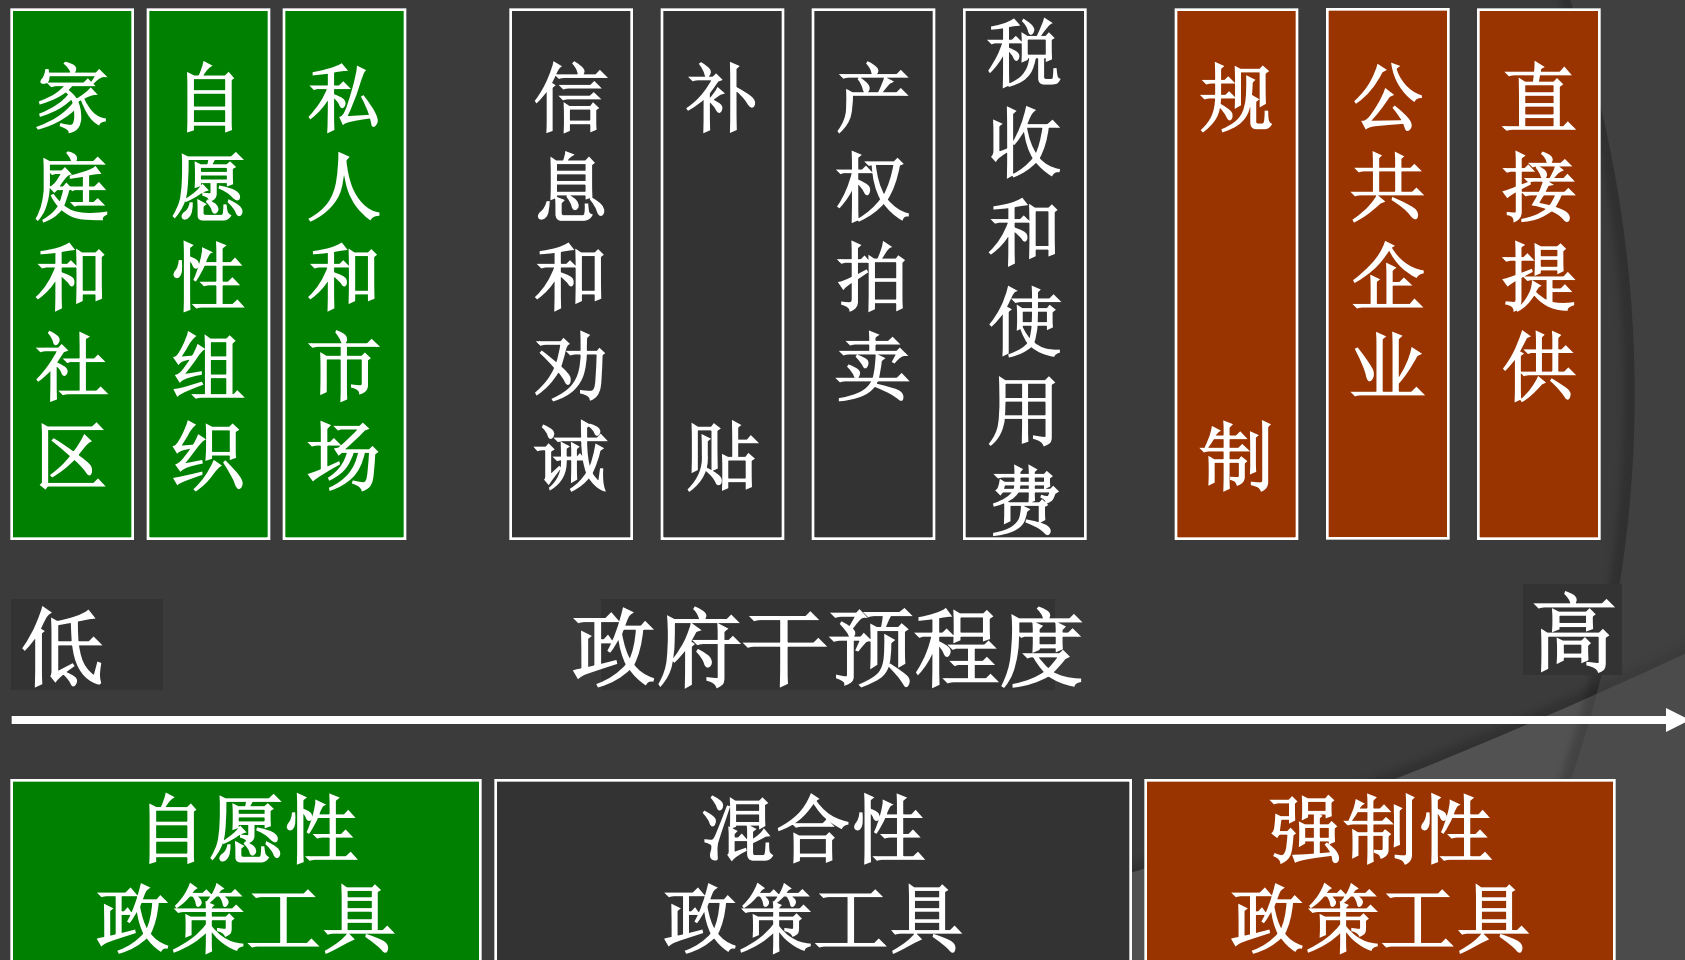 家庭和社区
自愿性组织
私人和市场
信息和劝诫
补贴
产权拍卖
税收和使用费
规制
公共企业
直接提供
低
政府干预程度
高
自愿性
政策工具
混合性
政策工具
强制性
政策工具